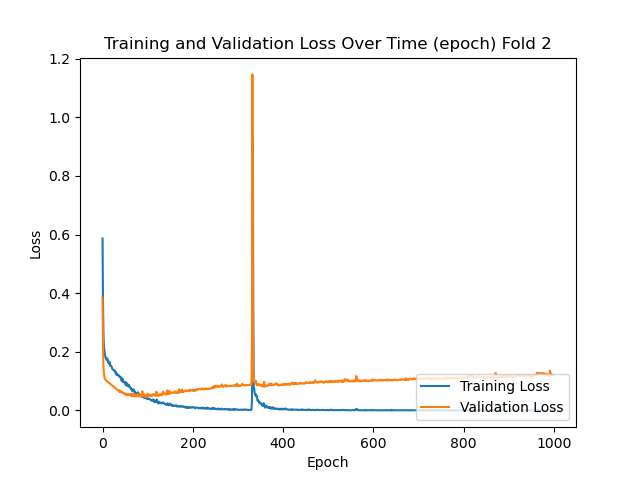 Training and Validation Loss Over Time (epoch) Fold 2
Loss
1.2
1.0
0.8
0.6
0.4
0.2
0.0
0
200
400
600
800
1000
Epoch
Training Loss
Validation Loss